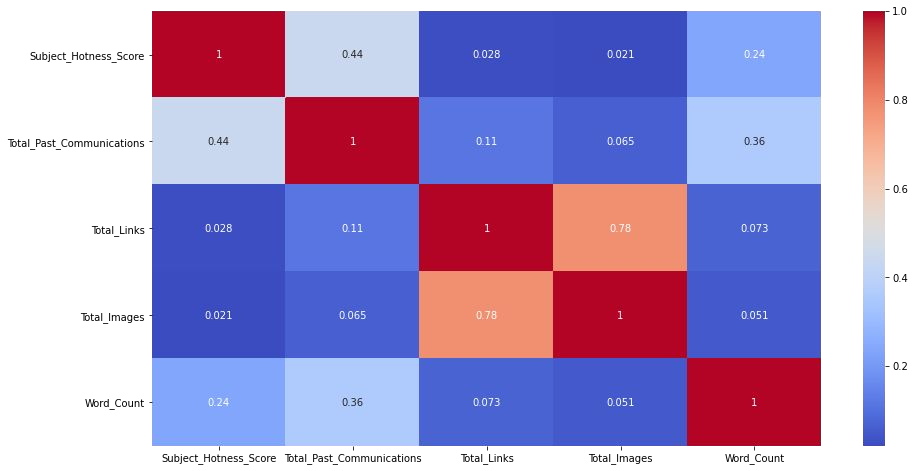 Subject_Hotness_Score 1 0.44 0.028 0.021 0.24
Total_Past_Communications 0.44 1 0.11 0.065 0.36
Total_Links 0.028 0.11 1 0.78 0.073
Total_Images 0.021 0.065 0.78 1 0.051
Word_Count 0.24 0.36 0.073 0.051 1
Subject_Hotness_Score Total_Past_Communications Total_Links Total_Images Word_Count
1.0
0.8
0.6
0.4
0.2